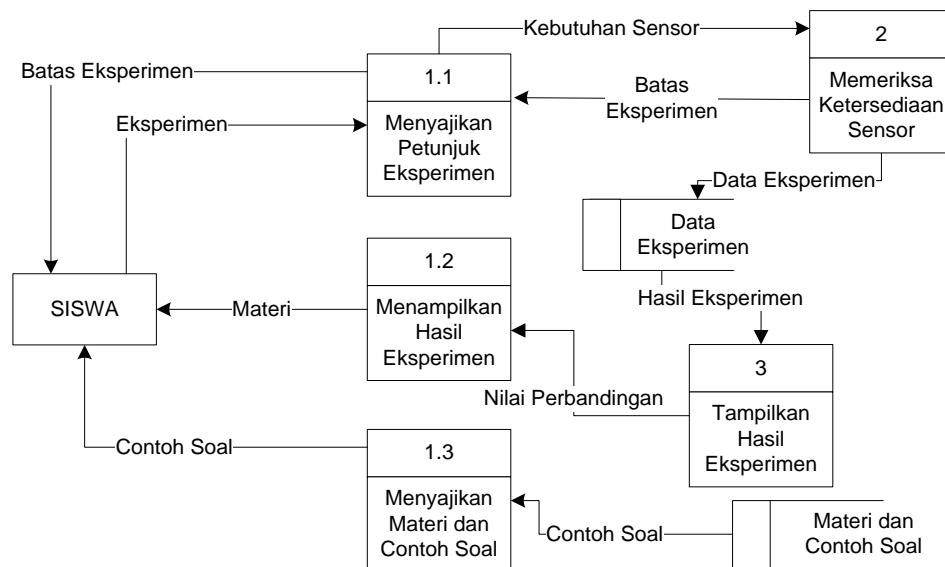 Kebutuhan Sensor
2
Batas Eksperimen
1.1
Batas
Eksperimen
Memeriksa
Ketersediaan
Sensor
Eksperimen
Menyajikan
Petunjuk
Eksperimen
Data Eksperimen
Data
Eksperimen
1.2
SISWA
Materi
Menampilkan
Hasil
Eksperimen
Hasil Eksperimen
3
Nilai Perbandingan
Tampilkan
Hasil
Eksperimen
Contoh Soal
1.3
Menyajikan
Materi dan
Contoh Soal
Contoh Soal
Materi dan
Contoh Soal